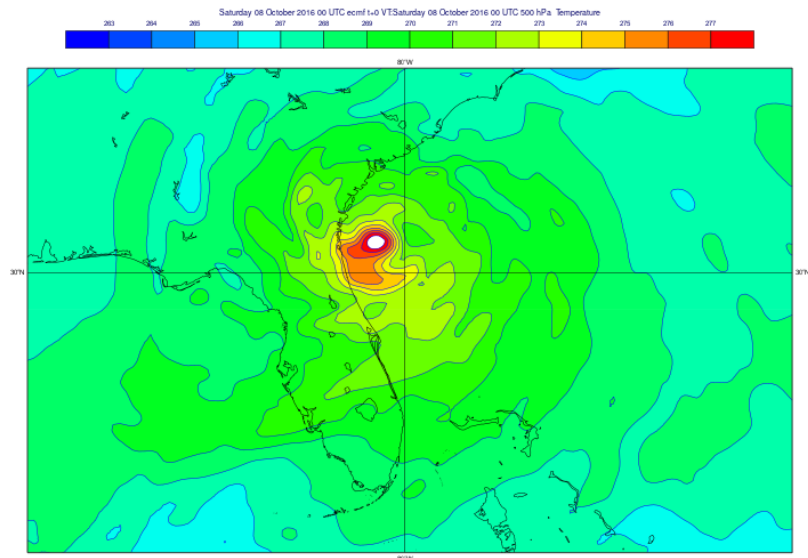 Saturday 08 October 2016 00 UTC ecmf t+0 VT:Saturday 08 October 2016 00 UTC 500 hPa Temperature
263 264 265 266 267 268 269 270 271 272 273 274 275 276 277
80°W
30°N 30°N
80°W